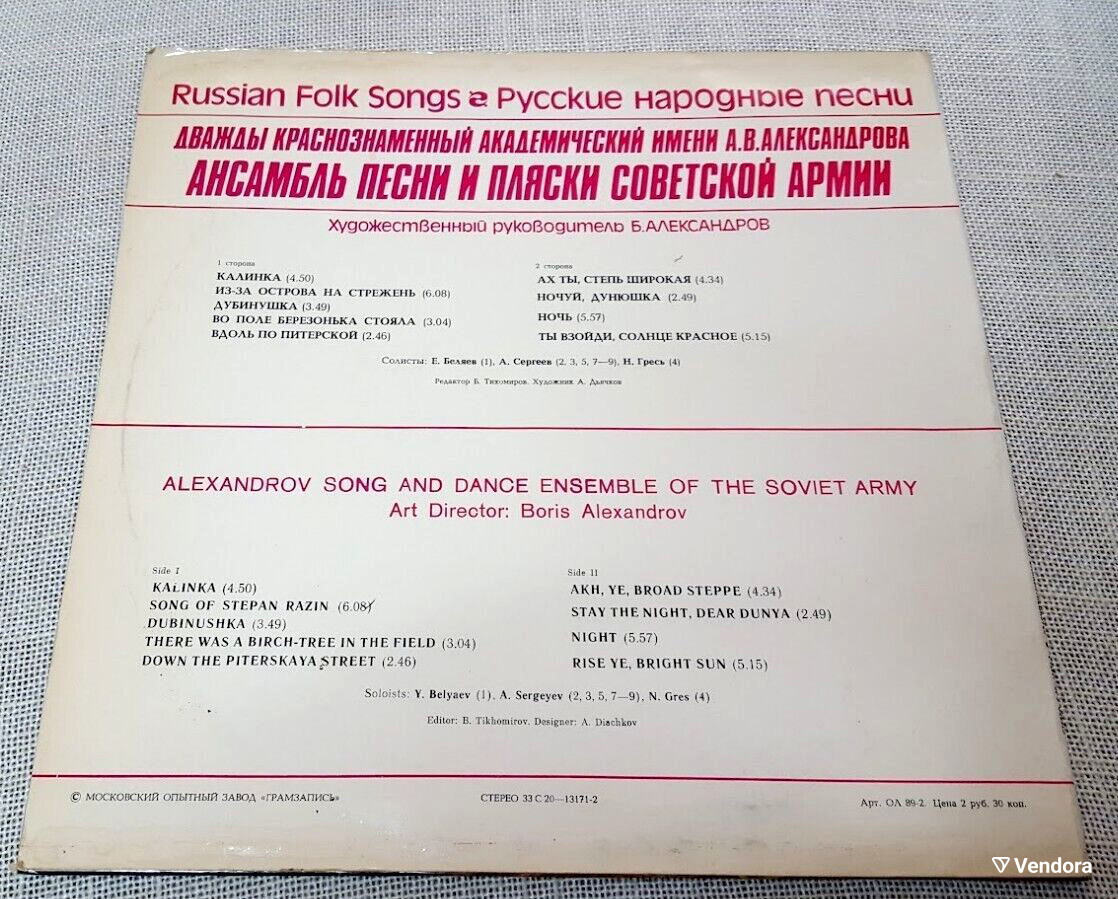 Russian Folk Songs Русские народные песни
ДВАЖДЫ КРАСНОЗНАМЕННЫЙ АКАДЕМИЧЕСКИЙ ИМЕНИ А.В.АЛЕКСАНДРОВА
АНСАМБЛЬ ПЕСНИ И ПЛЯСКИ СОВЕТСКОЙ АРМИИ
Художественный руководитель Б.АЛЕКСАНДРОВ
1 сторона
КАЛИНКА (4.50)
ИЗ-ЗА ОСТРОВА НА СТРЕЖЕНЬ (6.08)
ДУБИНУШКА (3.49)
ВО ПОЛЕ БЕРЕЗОНЬКА СТОЯЛА (3.04)
ВДОЛЬ ПО ПИТЕРСКОЙ (2.46)
2 сторона
АХ ТЫ, СТЕПЬ ШИРОКАЯ (4.34)
НОЧУЙ, ДУНЮШКА (2.49)
НОЧЬ (5.57)
ТЫ ВЗОЙДИ, СОЛНЦЕ КРАСНОЕ (5.15)
Солисты: Е. Беляев (1), А. Сергеев (2, 3, 5, 7—9), Н. Гресь (4)
Редактор Б. Тихомиров. Художник А. Дьячков
ALEXANDROV SONG AND DANCE ENSEMBLE OF THE SOVIET ARMY
Art Director: Boris Alexandrov
Side I
KALINKA (4.50)
SONG OF STEPAN RAZIN (6.08)
DUBINUSHKA (3.49)
THERE WAS A BIRCH-TREE IN THE FIELD (3.04)
DOWN THE PITERSKAYA STREET (2.46)
Side II
AKH, YE, BROAD STEPPE (4.34)
STAY THE NIGHT, DEAR DUNYA (2.49)
NIGHT (5.57)
RISE YE, BRIGHT SUN (5.15)
Soloists: Y. Belyaev (1), A. Sergeyev (2, 3, 5, 7—9), N. Gres (4)
Editor: B. Tikhomirov. Designer: A. Diachkov
© МОСКОВСКИЙ ОПЫТНЫЙ ЗАВОД «ГРАМЗАПИСЬ» СТЕРЕО 33 С 20—13171-2 Арт. ОЛ 89-2. Цена 2 руб. 30 коп.
Vendora